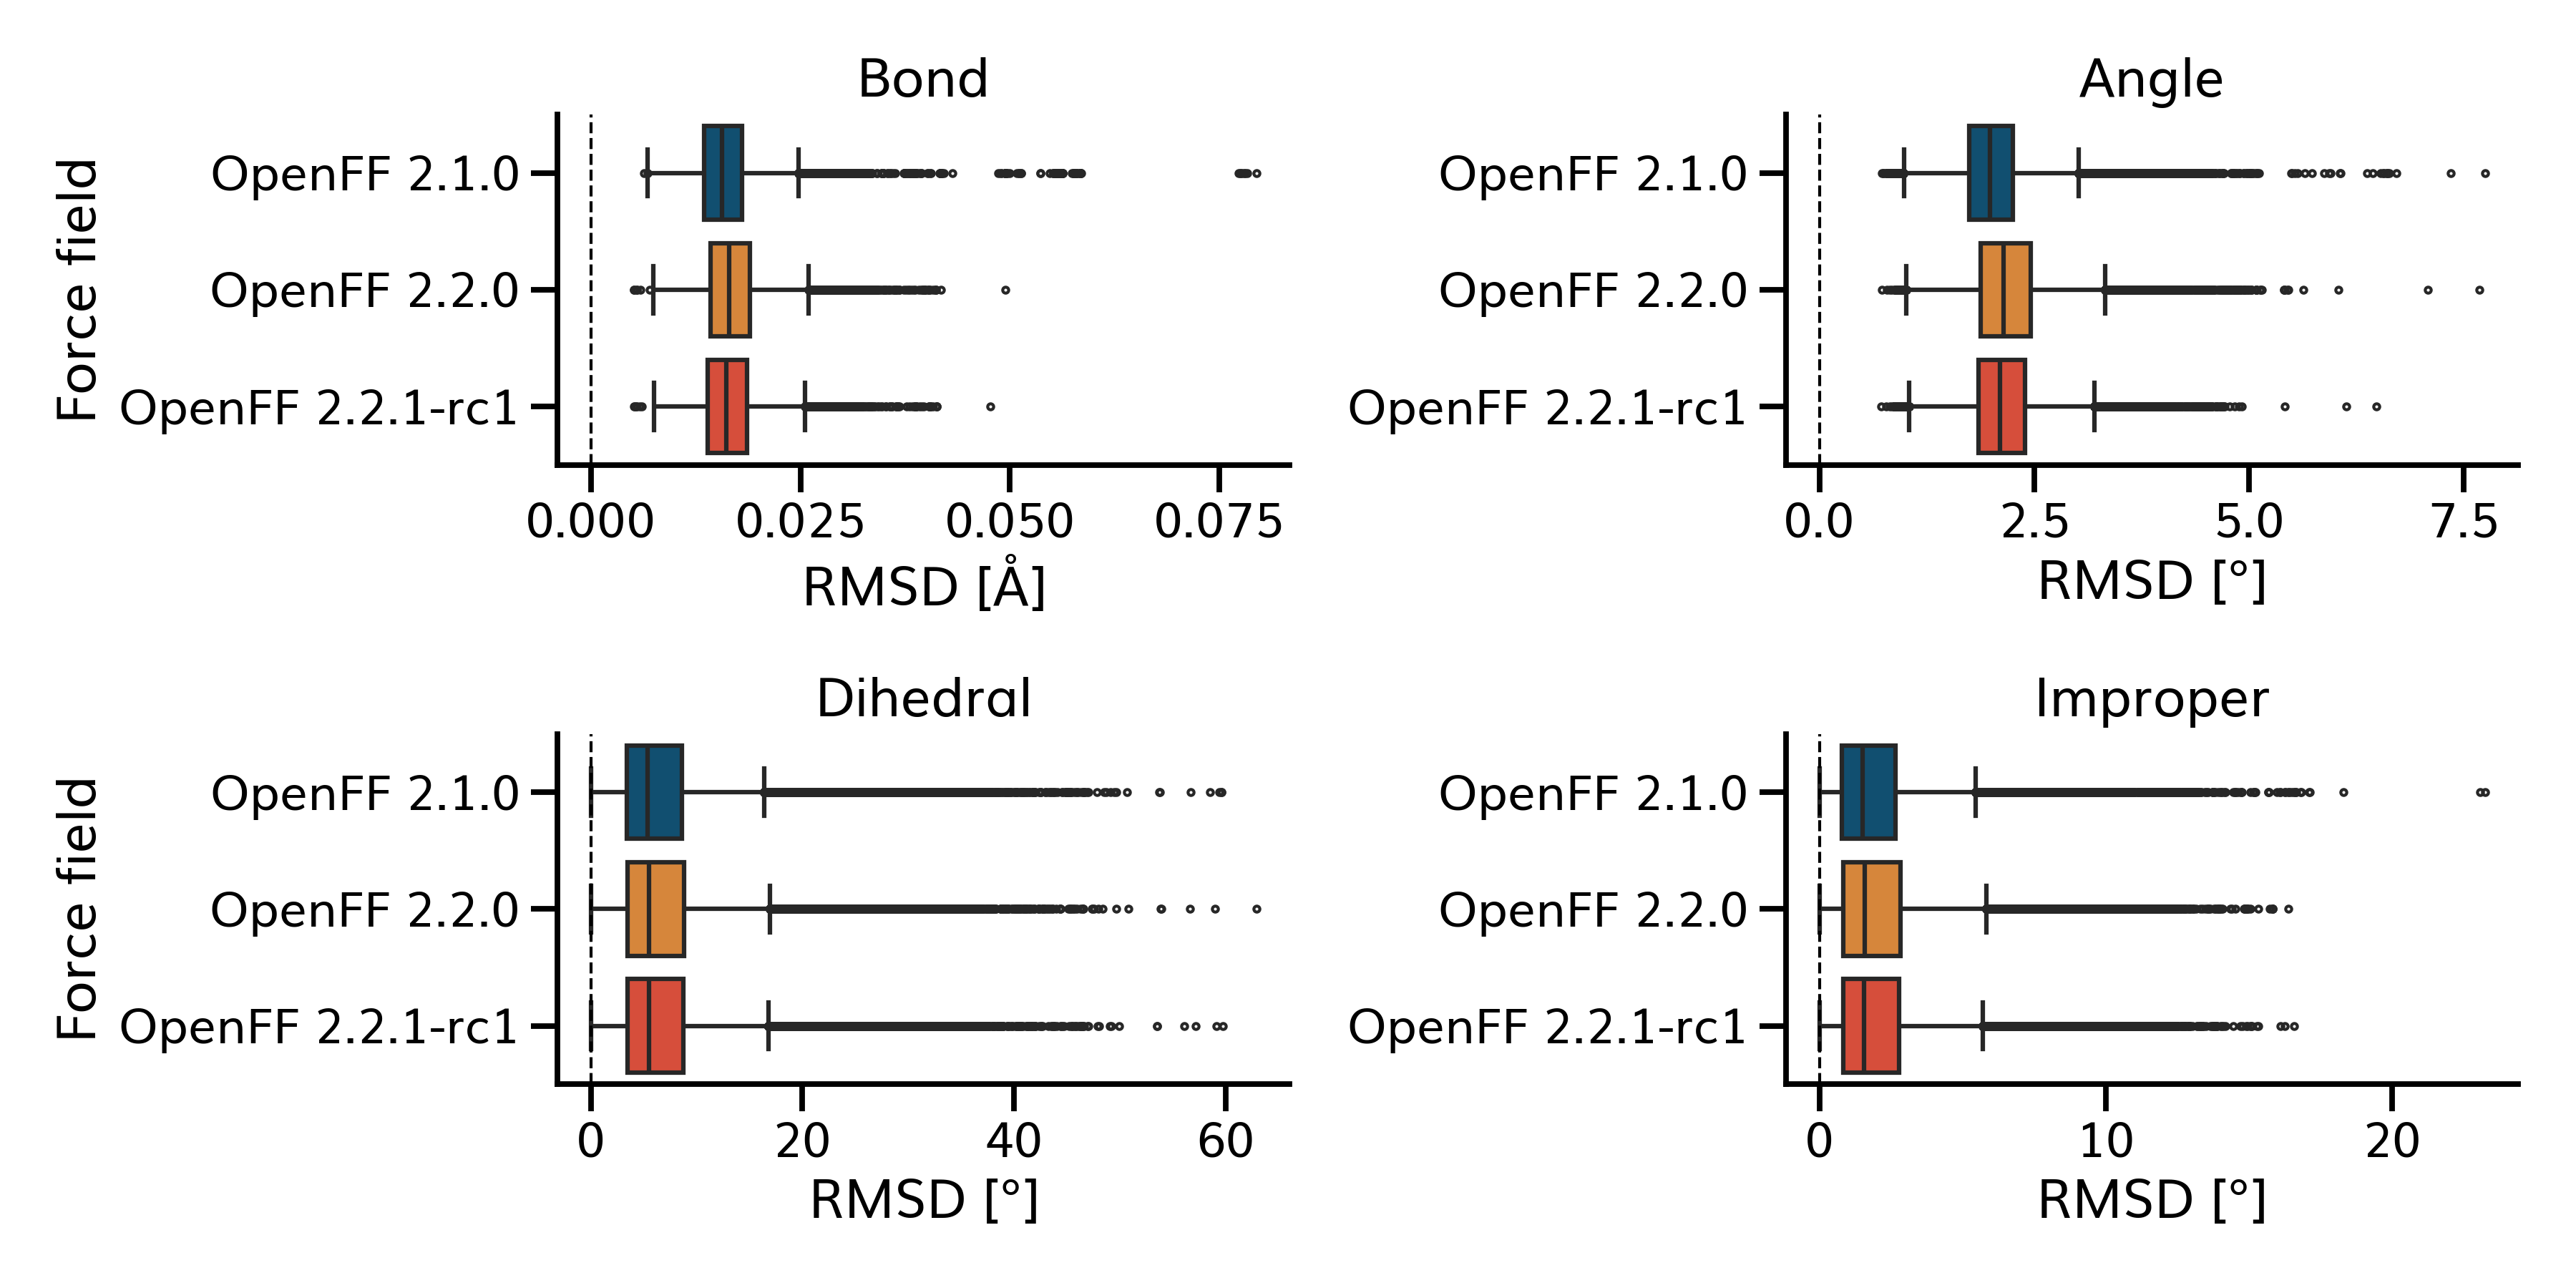 Bond
Force field
OpenFF 2.1.0
OpenFF 2.2.0
OpenFF 2.2.1-rc1
0.000 0.025 0.050 0.075
RMSD [Å]
Angle
OpenFF 2.1.0
OpenFF 2.2.0
OpenFF 2.2.1-rc1
0.0 2.5 5.0 7.5
RMSD [°]
Dihedral
Force field
OpenFF 2.1.0
OpenFF 2.2.0
OpenFF 2.2.1-rc1
0 20 40 60
RMSD [°]
Improper
OpenFF 2.1.0
OpenFF 2.2.0
OpenFF 2.2.1-rc1
0 10 20
RMSD [°]